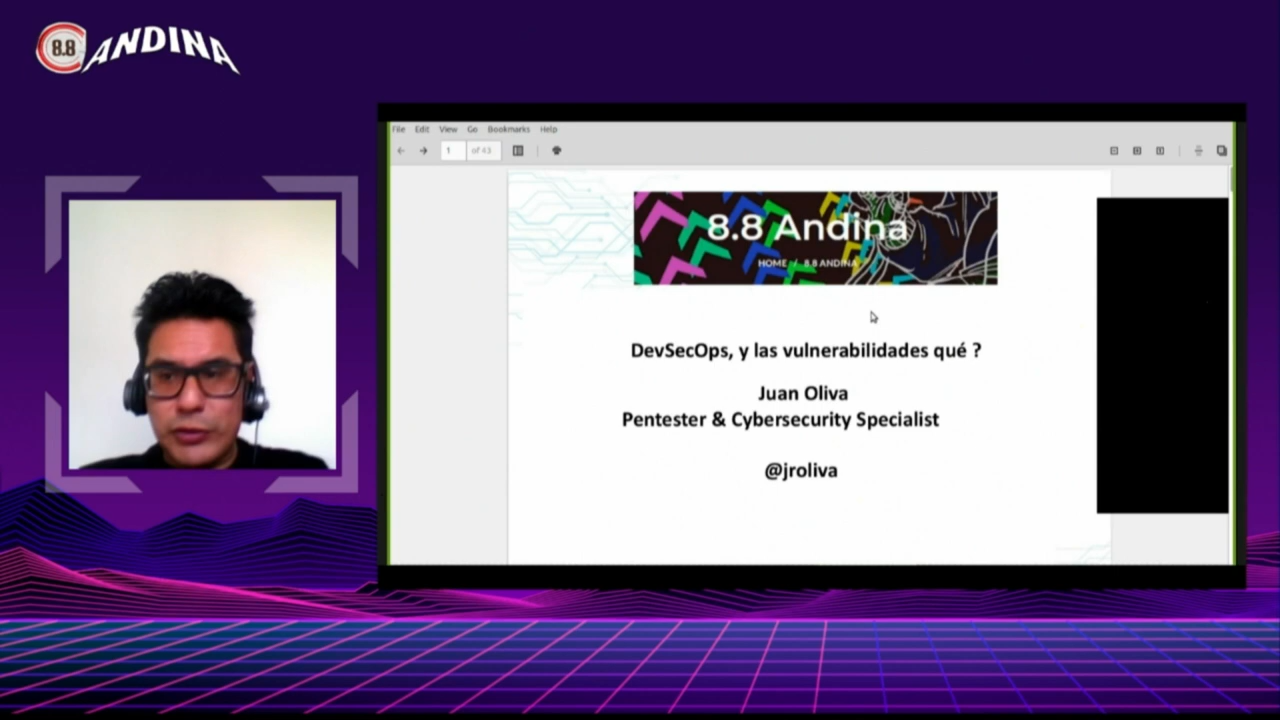 8.8 ANDINA
File Edit View Go Bookmarks Help
1 of 43
8.8 Andina
HOME / 8.8 ANDINA
DevSecOps, y las vulnerabilidades qué ?
Juan Oliva
Pentester & Cybersecurity Specialist
@jroliva